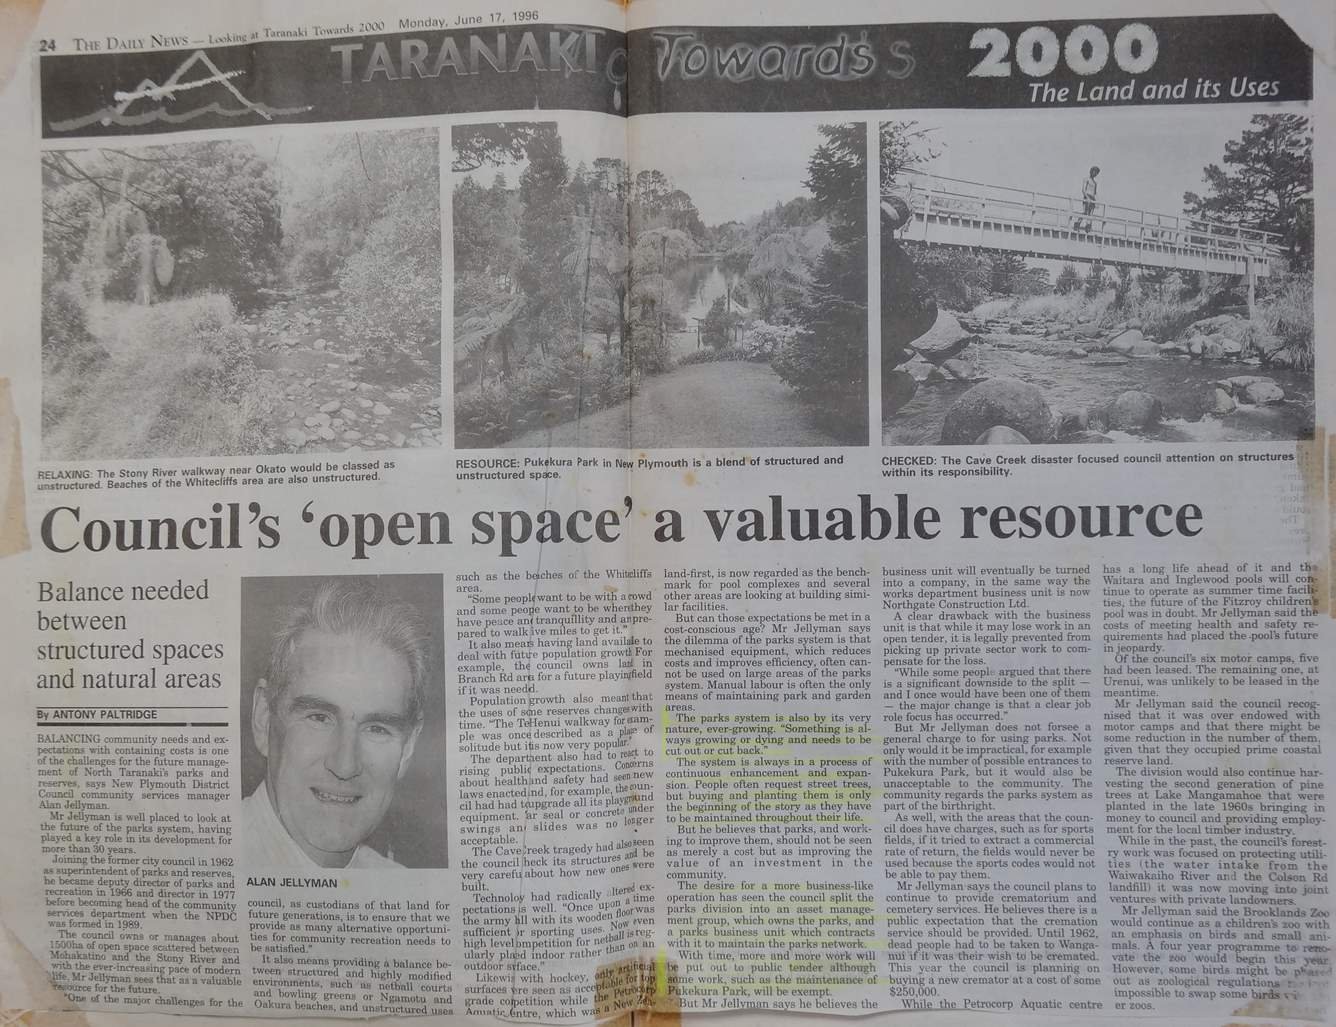 24 THE DAILY NEWS — Looking at Taranaki Towards 2000 Monday, June 17, 1996
TARANAKI Towards 2000
The Land and its Uses
RELAXING: The Stony River walkway near Okato would be classed as
unstructured. Beaches of the Whitecliffs area are also unstructured.
RESOURCE: Pukekura Park in New Plymouth is a blend of structured and
unstructured space.
CHECKED: The Cave Creek disaster focused council attention on structures
within its responsibility.
Council's 'open space' a valuable resource
Balance needed
between
structured spaces
and natural areas
By ANTONY PALTRIDGE
BALANCING community needs and ex-
pectations with containing costs is one
of the challenges for the future manage-
ment of North Taranaki's parks and
reserves, says New Plymouth District
Council community services manager
Alan Jellyman.
Mr Jellyman is well placed to look at
the future of the parks system, having
played a key role in its development for
more than 30 years.
Joining the former city council in 1962
as superintendent of parks and reserves,
he became deputy director of parks and
recreation in 1966 and director in 1977
before becoming head of the community
services department when the NPDC
was formed in 1989.
The council owns or manages about
1500ha of open space scattered between
Mohakatino and the Stony River and
with the ever-increasing pace of modern
life, Mr Jellyman sees that as a valuable
resource for the future.
"One of the major challenges for the
ALAN JELLYMAN
council, as custodians of that land for
future generations, is to ensure that we
provide as many alternative opportuni-
ties for community recreation needs to
be satisfied."
It also means providing a balance be-
tween structured and highly modified
environments, such as netball courts
and bowling greens or Ngamotu and
Oakura beaches, and unstructured uses
such as the beaches of the Whitecliffs
area.
"Some people want to be with a crowd
and some people want to be when they
have peace and tranquillity and are pre-
pared to walk five miles to get it."
It also means having land available to
deal with future population growth For
example, the council owns land in
Branch Rd area for a future playing field
if it was needed.
Population growth also meant that
the uses of some reserves changes with
time. "The Te Henui walkway for exam-
ple was once described as a place of
solitude but it is now very popular."
The department also had to react to
rising public expectations. Concerns
about health and safety had seen new
laws enacted and, for example, the coun-
cil had had to upgrade all its playground
equipment. Tar seal or concrete under
swings and slides was no longer
acceptable.
The Cave Creek tragedy had also seen
the council check its structures and be
very careful about how new ones were
built.
Technology had radically altered ex-
pectations as well. "Once upon a time
the army hall with its wooden floor was
sufficient for sporting uses. Now even
high level competition for netball is reg-
ularly played indoor rather than on an
outdoor surface."
Likewise with hockey, only artificial
surfaces were seen as acceptable for top
grade competition while the Petrocorp
Aquatic Centre, which was a New Zea-
land-first, is now regarded as the bench-
mark for pool complexes and several
other areas are looking at building simi-
lar facilities.
But can those expectations be met in a
cost-conscious age? Mr Jellyman says
the dilemma of the parks system is that
mechanised equipment, which reduces
costs and improves efficiency, often can-
not be used on large areas of the parks
system. Manual labour is often the only
means of maintaining park and garden
areas.
The parks system is also by its very
nature, ever-growing. "Something is al-
ways growing or dying and needs to be
cut out or cut back."
The system is always in a process of
continuous enhancement and expan-
sion. People often request street trees,
but buying and planting them is only
the beginning of the story as they have
to be maintained throughout their life.
But he believes that parks, and work-
ing to improve them, should not be seen
as merely a cost but as improving the
value of an investment in the
community.
The desire for a more business-like
operation has seen the council split the
parks division into an asset manage-
ment group, which owns the parks, and
a parks business unit which contracts
with it to maintain the parks network.
With time, more and more work will
be put out to public tender although
some work, such as the maintenance of
Pukekura Park, will be exempt.
But Mr Jellyman says he believes the
business unit will eventually be turned
into a company, in the same way the
works department business unit is now
Northgate Construction Ltd.
A clear drawback with the business
unit is that while it may lose work in an
open tender, it is legally prevented from
picking up private sector work to com-
pensate for the loss.
"While some people argued that there
is a significant downside to the split —
and I once would have been one of them
— the major change is that a clear job
role focus has occurred."
But Mr Jellyman does not forsee a
general charge to for using parks. Not
only would it be impractical, for example
with the number of possible entrances to
Pukekura Park, but it would also be
unacceptable to the community. The
community regards the parks system as
part of the birthright.
As well, with the areas that the coun-
cil does have charges, such as for sports
fields, if it tried to extract a commercial
rate of return, the fields would never be
used because the sports codes would not
be able to pay them.
Mr Jellyman says the council plans to
continue to provide crematorium and
cemetery services. He believes there is a
public expectation that the cremation
service should be provided. Until 1962,
dead people had to be taken to Wanga-
nui if it was their wish to be cremated.
This year the council is planning on
buying a new cremator at a cost of some
$250,000.
While the Petrocorp Aquatic centre
has a long life ahead of it and the
Waitara and Inglewood pools will con-
tinue to operate as summer time facili-
ties, the future of the Fitzroy children's
pool was in doubt. Mr Jellyman said the
costs of meeting health and safety re-
quirements had placed the pool's future
in jeopardy.
Of the council's six motor camps, five
had been leased. The remaining one, at
Urenui, was unlikely to be leased in the
meantime.
Mr Jellyman said the council recog-
nised that it was over endowed with
motor camps and that there might be
some reduction in the number of them,
given that they occupied prime coastal
reserve land.
The division would also continue har-
vesting the second generation of pine
trees at Lake Mangamahoe that were
planted in the late 1960s bringing in
money to council and providing employ-
ment for the local timber industry.
While in the past, the council's forest-
ry work was focused on protecting utili-
ties (the water intake from the
Waiwakaiho River and the Colson Rd
landfill) it was now moving into joint
ventures with private landowners.
Mr Jellyman said the Brooklands Zoo
would continue as a children's zoo with
an emphasis on birds and small ani-
mals. A four year programme to reno-
vate the zoo would begin this year.
However, some birds might be phased
out as zoological regulations
impossible to swap some birds
er zoos.